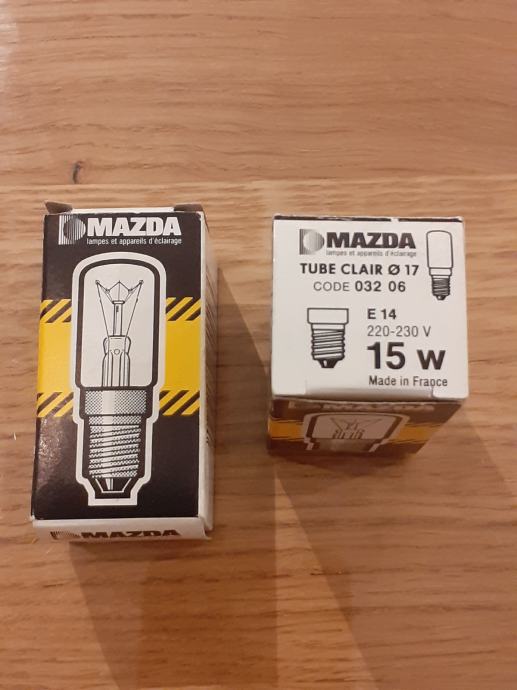 MAZDA
lampes et appareils d'éclairage
MAZDA
MAZDA
lampes et appareils d'éclairage
TUBE CLAIR Ø 17
CODE 032 06
E 14
220-230 V
15 W
Made in France
MAZDA